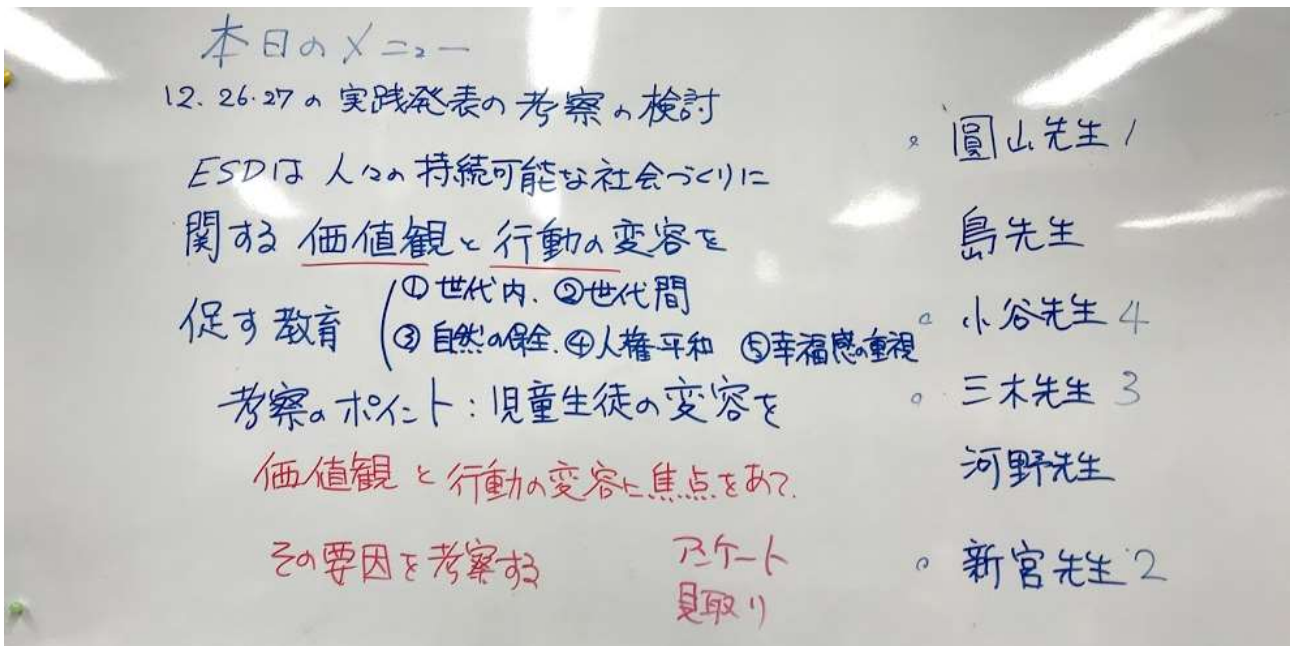 本日のメニュー
12.26.27の実践発表の考察の検討
ESDは人々の持続可能な社会づくりに
関する価値観と行動の変容を
促す教育
①世代内、②世代間
③自然の保全、④人権・平和 ⑤幸福感の重視
考察のポイント:児童生徒の変容を
価値観と行動の変容に焦点をあて、
その要因を考察する
アンケート
見取り
圓山先生 1
島先生
小谷先生 4
三木先生 3
河野先生
新宮先生 2